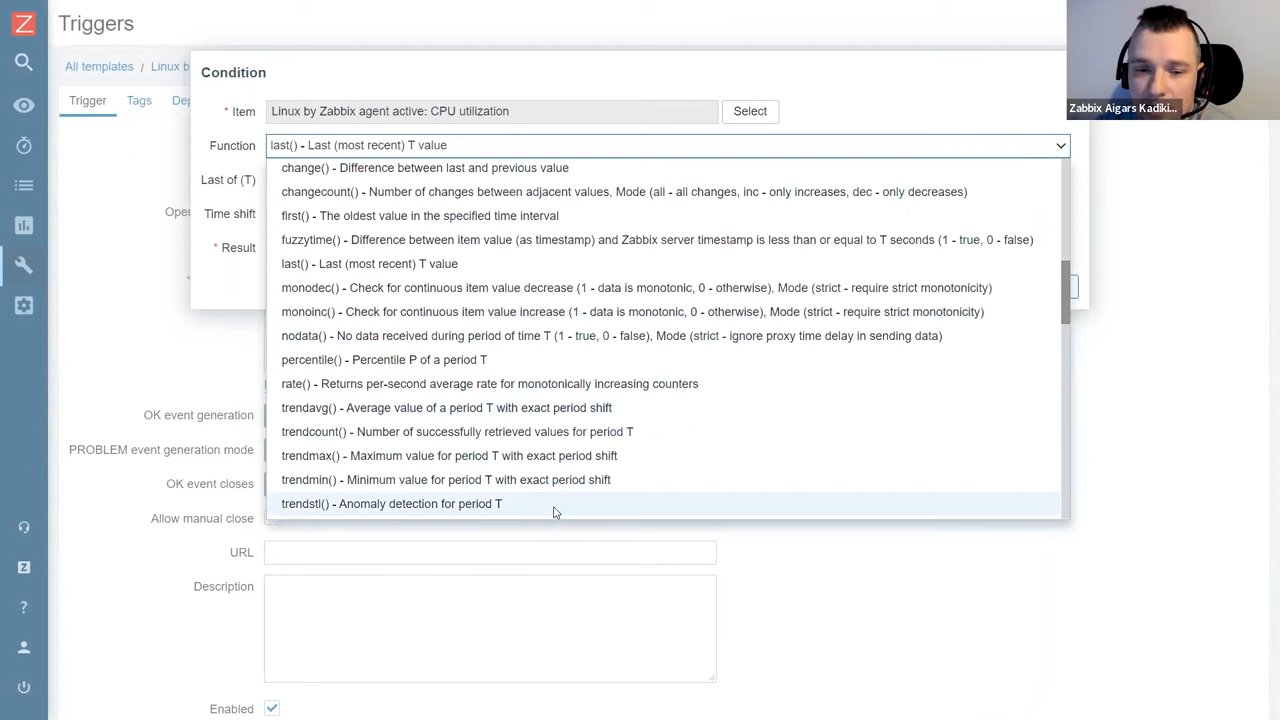 Z
Triggers
All templates / Linux b
Trigger Tags Dep
Condition
Zabbix Aigars Kadiki...
* Item Linux by Zabbix agent active: CPU utilization Select
Function last() - Last (most recent) T value
Last of (T)
Time shift
* Result
Oper
*
change() - Difference between last and previous value
changecount() - Number of changes between adjacent values, Mode (all - all changes, inc - only increases, dec - only decreases)
first() - The oldest value in the specified time interval
fuzzytime() - Difference between item value (as timestamp) and Zabbix server timestamp is less than or equal to T seconds (1 - true, 0 - false)
last() - Last (most recent) T value
monodec() - Check for continuous item value decrease (1 - data is monotonic, 0 - otherwise), Mode (strict - require strict monotonicity)
monoinc() - Check for continuous item value increase (1 - data is monotonic, 0 - otherwise), Mode (strict - require strict monotonicity)
nodata() - No data received during period of time T (1 - true, 0 - false), Mode (strict - ignore proxy time delay in sending data)
percentile() - Percentile P of a period T
rate() - Returns per-second average rate for monotonically increasing counters
trendavg() - Average value of a period T with exact period shift
trendcount() - Number of successfully retrieved values for period T
trendmax() - Maximum value for period T with exact period shift
trendmin() - Minimum value for period T with exact period shift
trendstl() - Anomaly detection for period T
OK event generation
PROBLEM event generation mode
OK event closes
Allow manual close
URL
Description
Enabled
Z
?